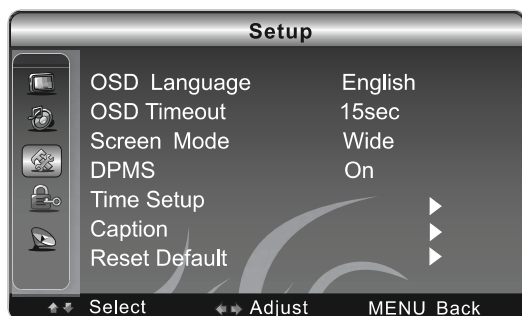 Setup
OSD Language English
OSD Timeout 15sec
Screen Mode Wide
DPMS On
Time Setup
Caption
Reset Default
Select Adjust MENU Back